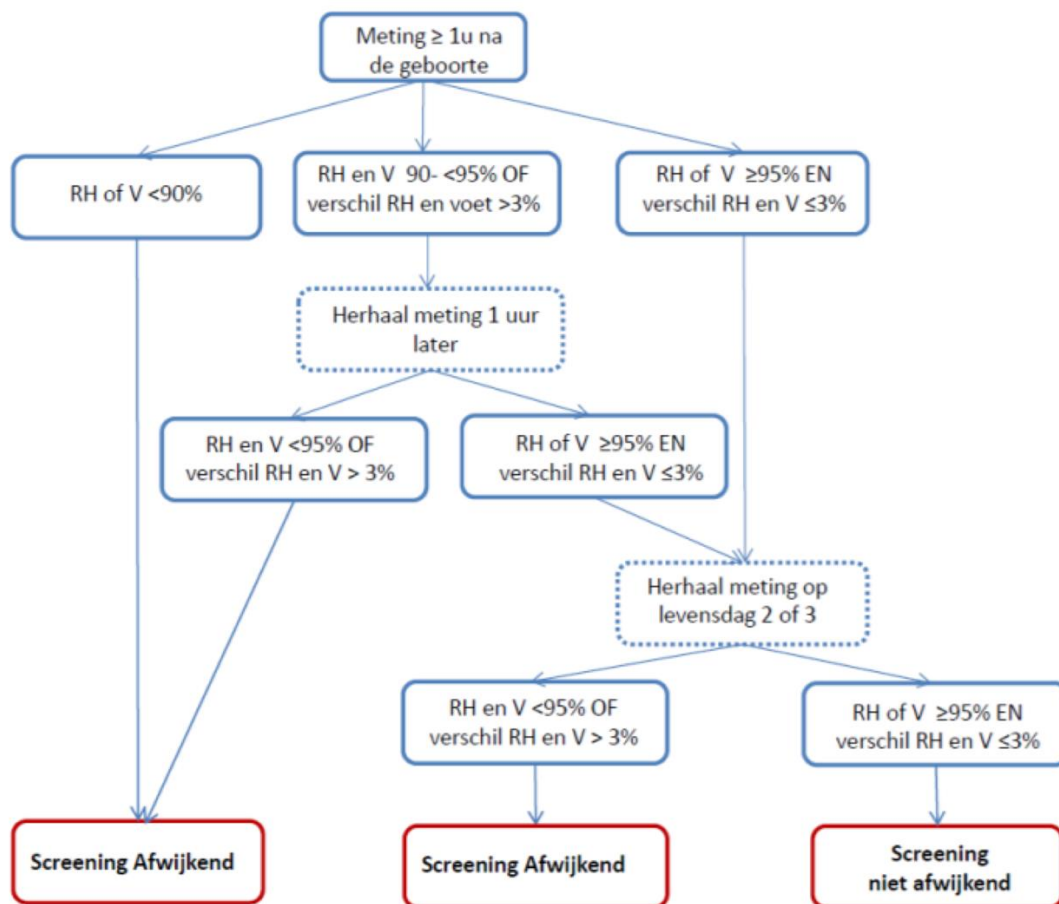 Meting ≥ 1u na
de geboorte
RH of V <90%
RH en V 90- <95% OF
verschil RH en voet >3%
RH of V ≥95% EN
verschil RH en V ≤3%
Herhaal meting 1 uur
later
RH en V <95% OF
verschil RH en V > 3%
RH of V ≥95% EN
verschil RH en V ≤3%
Herhaal meting op
levensdag 2 of 3
RH en V <95% OF
verschil RH en V > 3%
RH of V ≥95% EN
verschil RH en V ≤3%
Screening Afwijkend
Screening Afwijkend
Screening
niet afwijkend